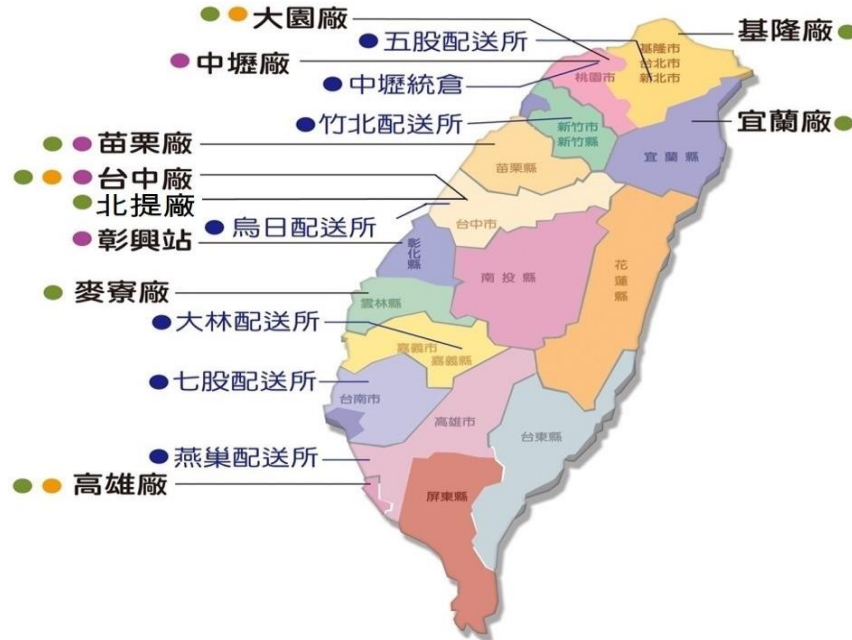 大園廠
五股配送所
基隆廠
中壢廠
中壢統倉
竹北配送所
宜蘭廠
苗栗廠
台中廠
北提廠
烏日配送所
彰興站
麥寮廠
大林配送所
七股配送所
燕巢配送所
高雄廠
基隆市
台北市
新北市
桃園市
新竹市
新竹縣
宜蘭縣
苗栗縣
台中市
彰化縣
南投縣
花蓮縣
雲林縣
嘉義市
嘉義縣
台南市
高雄市
台東縣
屏東縣